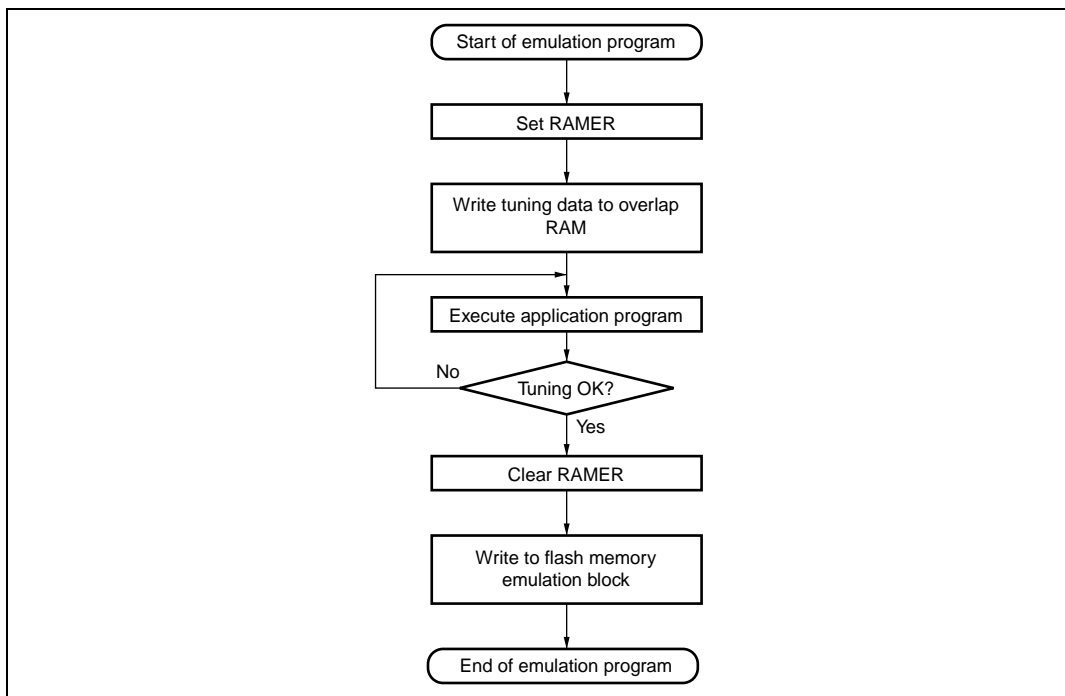 Start of emulation program
Set RAMER
Write tuning data to overlap
RAM
Execute application program
No
Tuning OK?
Yes
Clear RAMER
Write to flash memory
emulation block
End of emulation program